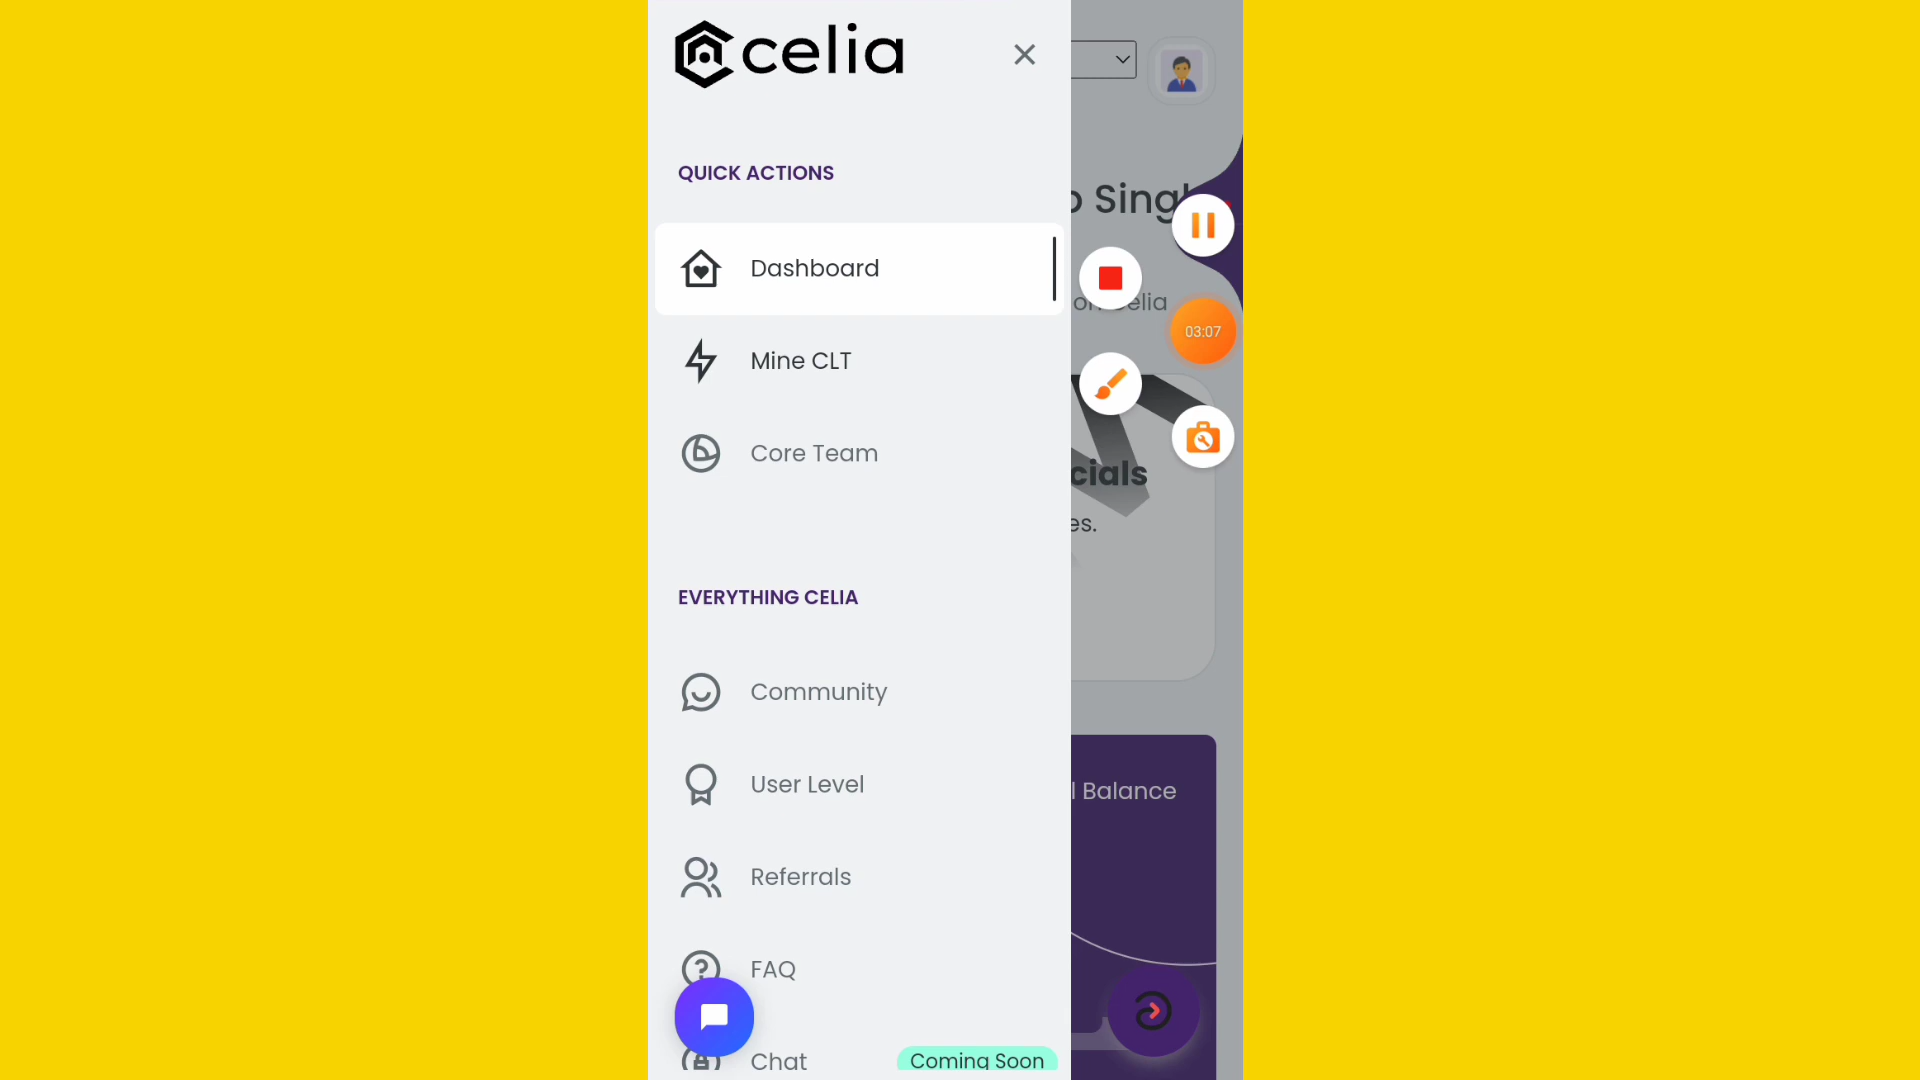 celia
QUICK ACTIONS
Dashboard
Mine CLT
Core Team
EVERYTHING CELIA
Community
User Level
Referrals
FAQ
Chat
Coming Soon
03:07
cials
es.
l Balance